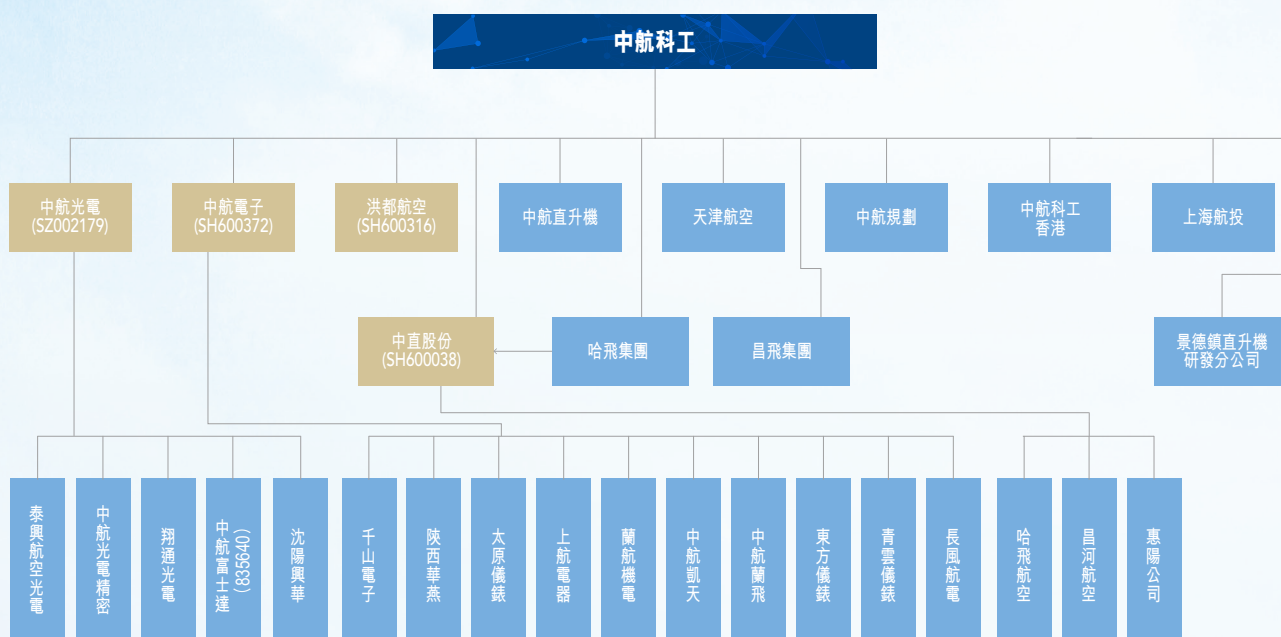 中航科工
中航光電
(SZ002179)
中航電子
(SH600372)
洪都航空
(SH600316)
中航直升機
天津航空
中航規劃
中航科工
香港
上海航投
中直股份
(SH600038)
哈飛集團
昌飛集團
景德鎮直升機
研發分公司
泰興航空光電
中航光電精密
翔通光電
中航富士達
(835640)
沈陽興華
千山電子
陝西華燕
太原儀錶
上航電器
蘭航機電
中航凱天
中航蘭飛
東方儀錶
青雲儀錶
長風航電
哈飛航空
昌河航空
惠陽公司